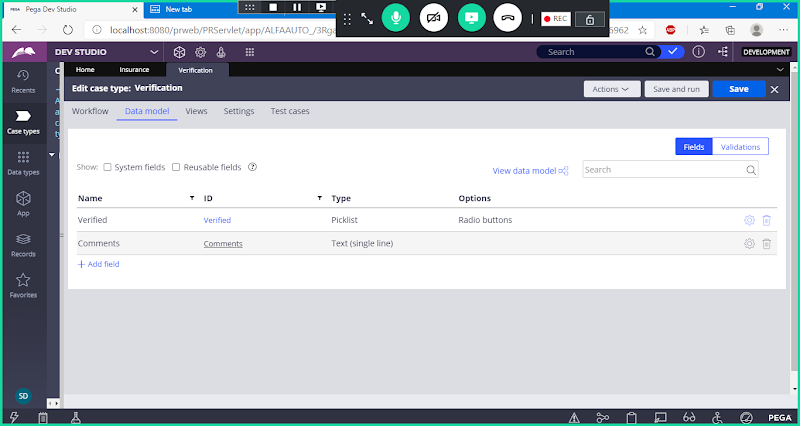 PEGA Pega Dev Studio
New tab
https://localhost:8080/prweb/PRServlet/app/ALFAAUTO_/3Rga
6962
REC
DEV STUDIO
Search
DEVELOPMENT
Home Insurance Verification
Recents
Case types
Data types
App
Records
Favorites
SD
Edit case type: Verification
Actions Save and run Save
Workflow Data model Views Settings Test cases
Fields Validations
Show: System fields Reusable fields
View data model Search
Name ID Type Options
Verified Verified Picklist Radio buttons
Comments Comments Text (single line)
+ Add field
PEGA